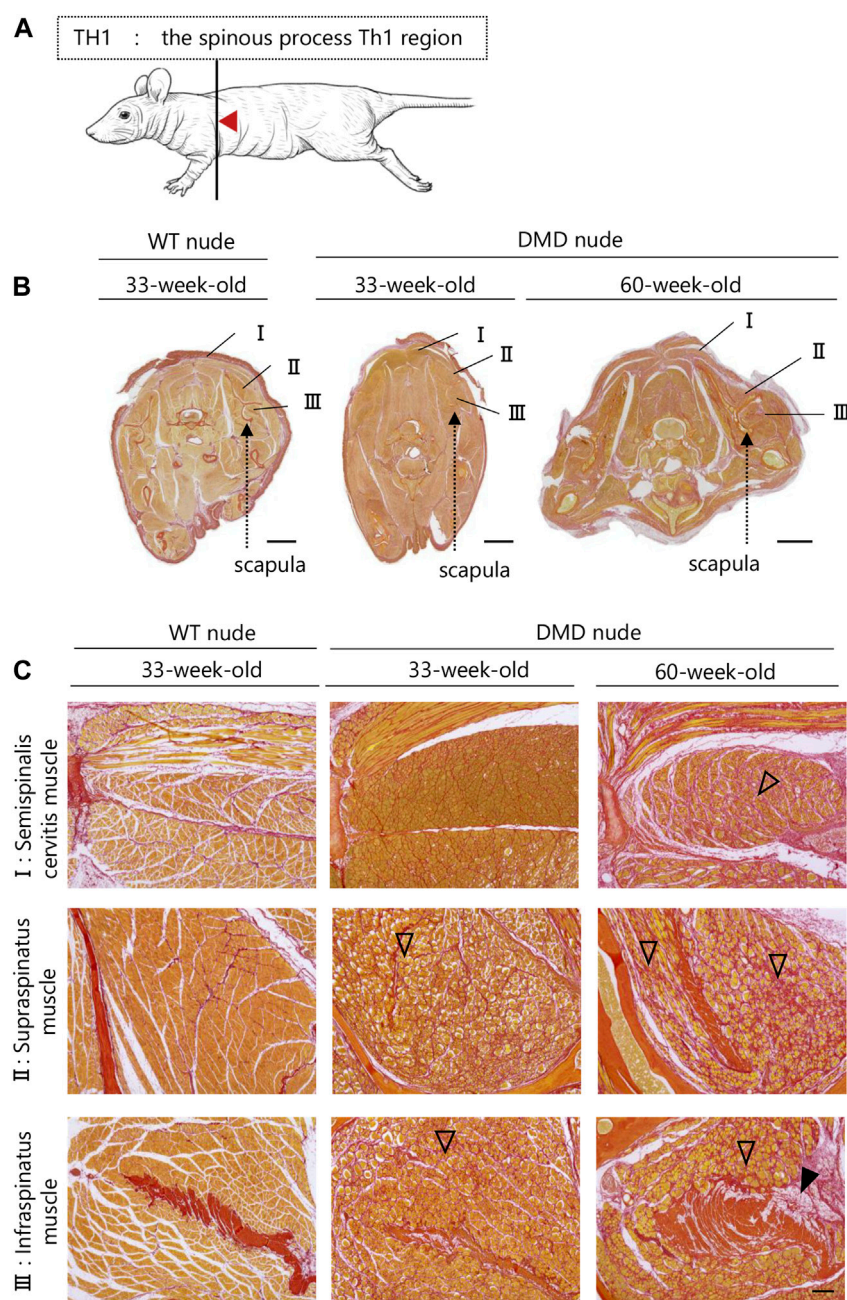 A
TH1 : the spinous process Th1 region
WT nude
DMD nude
B
33-week-old
33-week-old
60-week-old
I
II
III
I
II
III
I
II
III
scapula
scapula
scapula
WT nude
DMD nude
C
33-week-old
33-week-old
60-week-old
I : Semispinalis
cervitis muscle
II : Supraspinatus
muscle
III : Infraspinatus
muscle